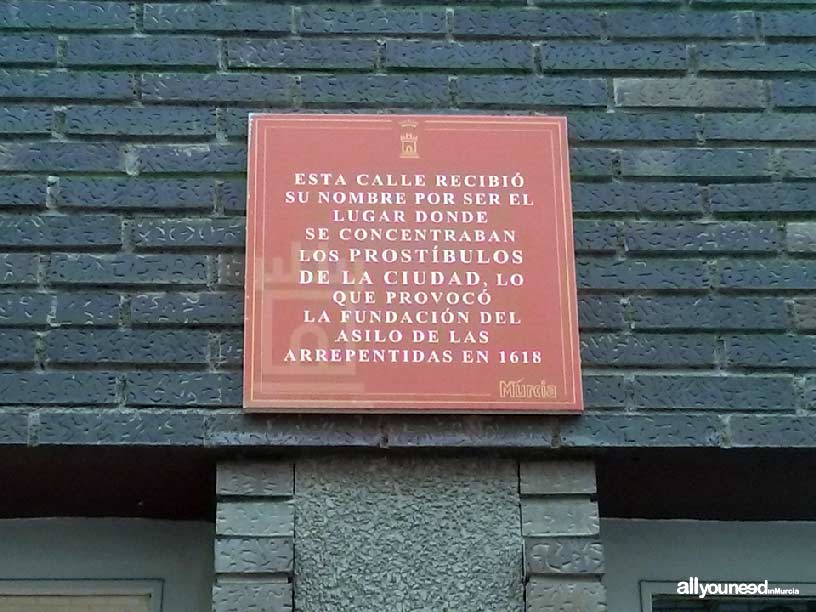 ESTA CALLE RECIBIÓ
SU NOMBRE POR SER EL
LUGAR DONDE
SE CONCENTRABAN
LOS PROSTÍBULOS
DE LA CIUDAD, LO
QUE PROVOCÓ
LA FUNDACIÓN DEL
ASILO DE LAS
ARREPENTIDAS EN 1618
Murcia
allyouneedinMurcia